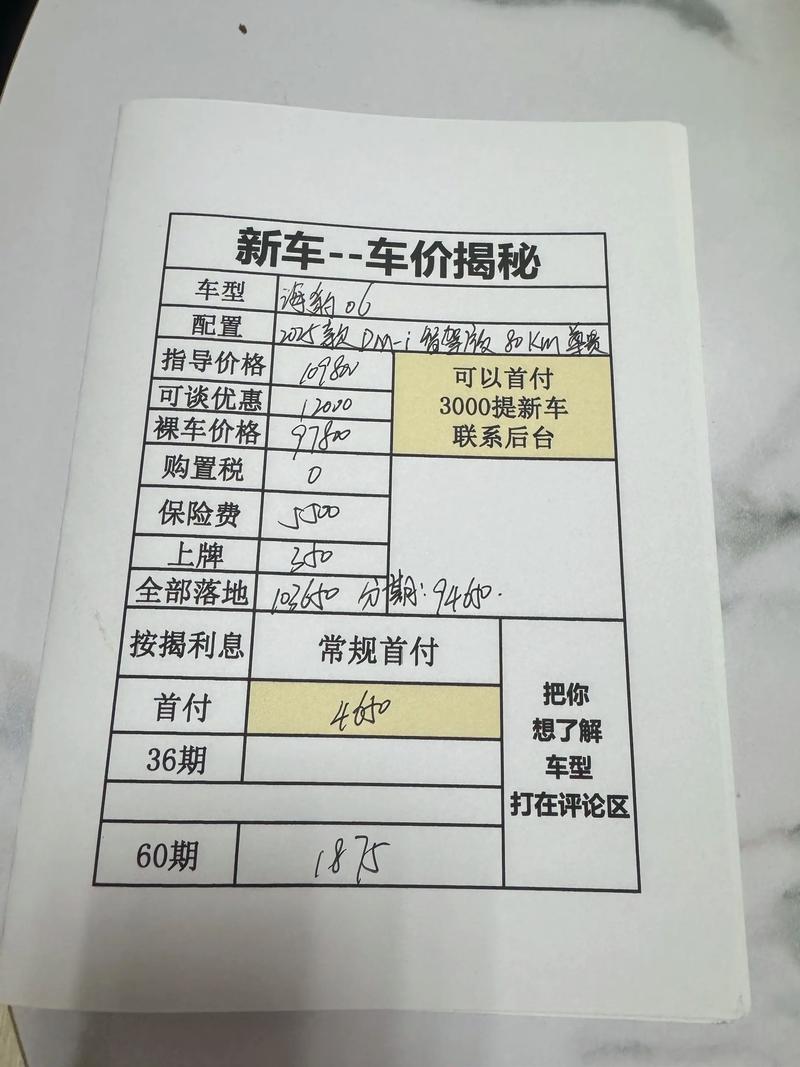 新车--车价揭秘
车型 海豹06
配置 2025款 DM-i 智驾版 80Km 尊贵
指导价格 109800
可以首付
3000提新车
联系后台
可谈优惠 12000
裸车价格 97800
购置税 0
保险费 5500
上牌 350
全部落地 103650 分期: 94650.
按揭利息 常规首付
首付 4650
36期
60期 1875
把你
想了解
车型
打在评论区